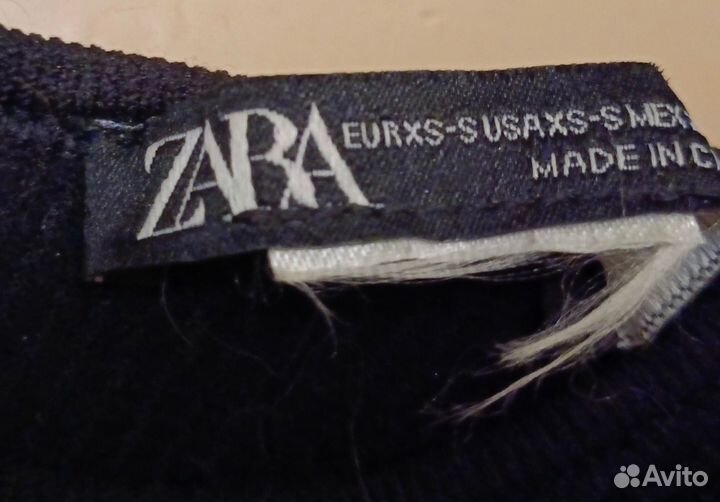 ZARA
EUR XS-S USA XS-S MEX
MADE IN
Avito